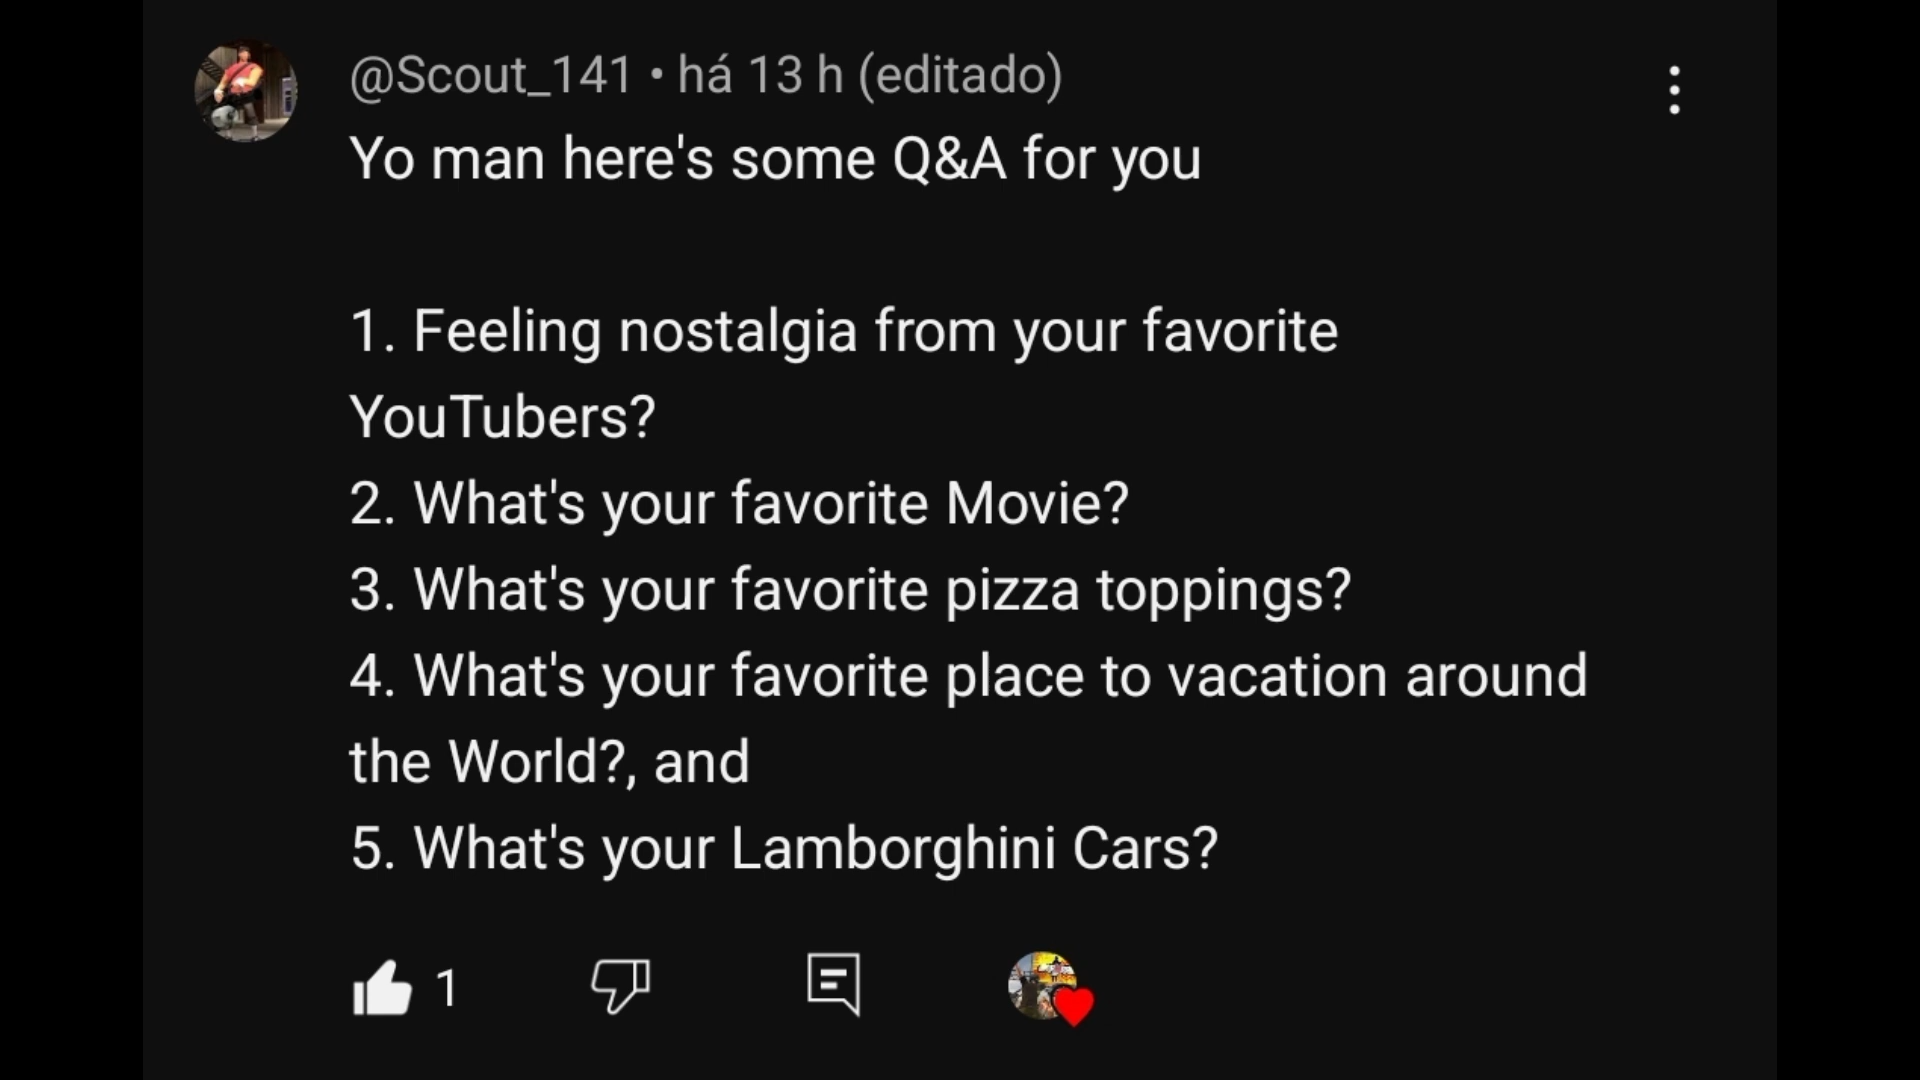 @Scout_141 • há 13 h (editado)
Yo man here's some Q&A for you
1. Feeling nostalgia from your favorite
YouTubers?
2. What's your favorite Movie?
3. What's your favorite pizza toppings?
4. What's your favorite place to vacation around
the World?, and
5. What's your Lamborghini Cars?
1